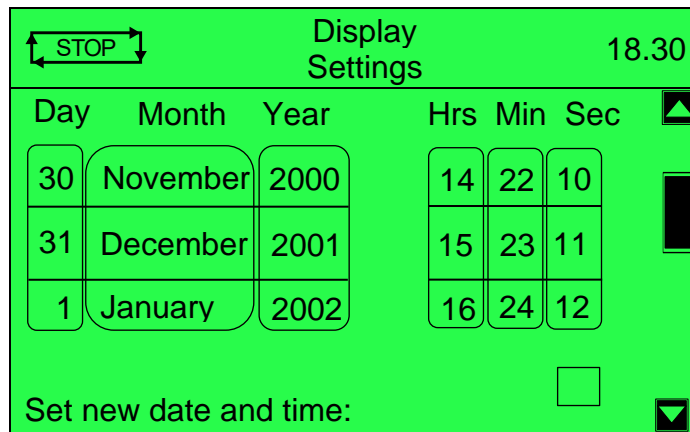 STOP
Display
Settings
18.30
Day Month Year Hrs Min Sec
30 November 2000 14 22 10
31 December 2001 15 23 11
1 January 2002 16 24 12
Set new date and time: